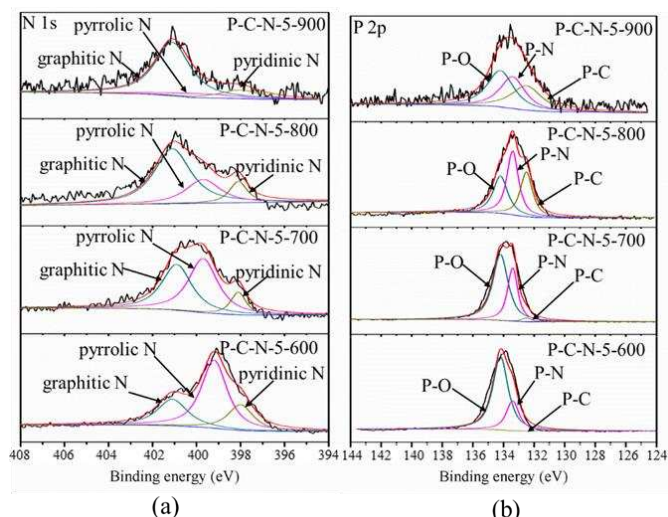 N 1s
pyrrolic N
P-C-N-5-900
graphitic N
pyridinic N
pyrrolic N
P-C-N-5-800
graphitic N
pyridinic N
pyrrolic N
P-C-N-5-700
graphitic N
pyridinic N
pyrrolic N
P-C-N-5-600
graphitic N
pyridinic N
408 406 404 402 400 398 396 394
Binding energy (eV)
(a)
P 2p
P-C-N-5-900
P-O
P-N
P-C
P-C-N-5-800
P-O
P-N
P-C
P-C-N-5-700
P-O
P-N
P-C
P-C-N-5-600
P-O
P-N
P-C
144 142 140 138 136 134 132 130 128 126 124
Binding energy (eV)
(b)